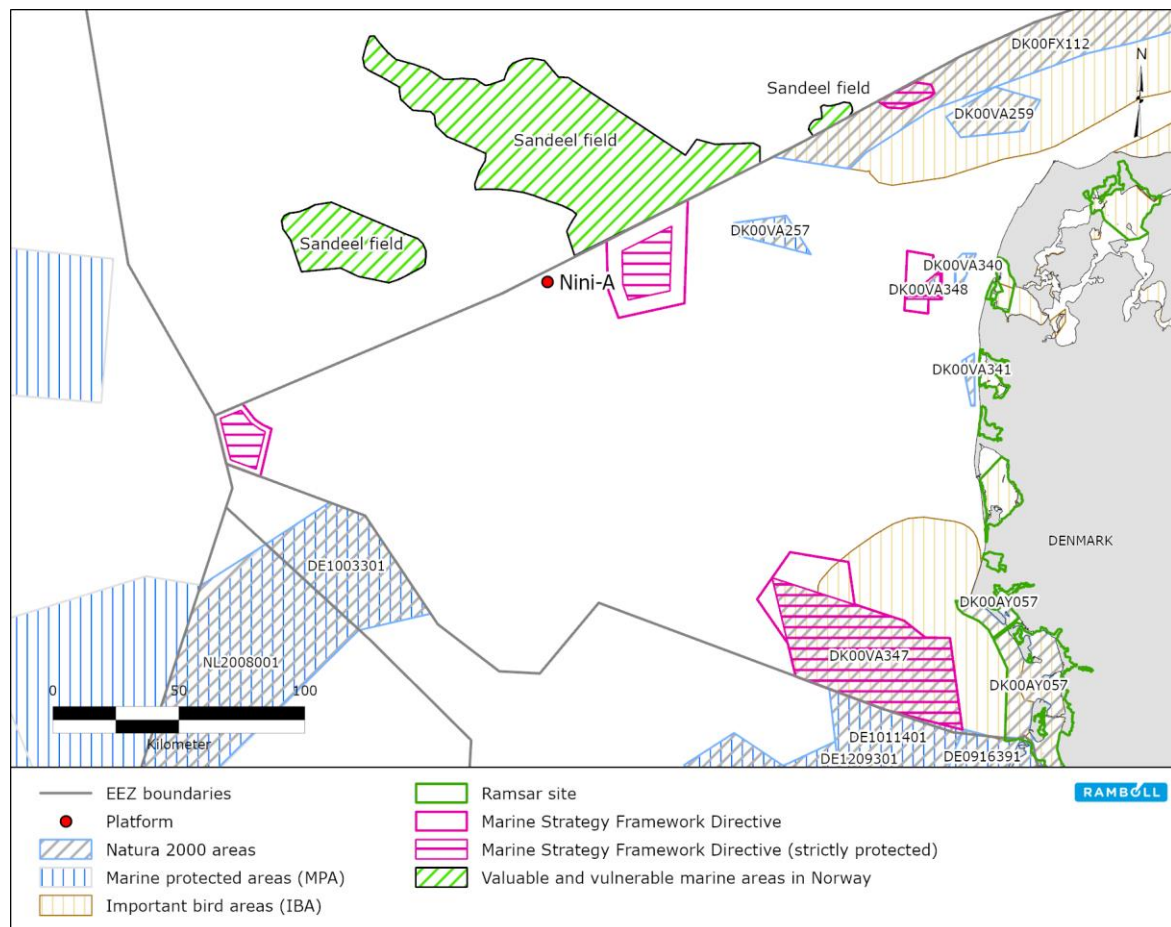 DK00FX112
N
Sandeel field
DK00VA259
Sandeel field
DK00VA257
Sandeel field
DK00VA340
Nini-A
DK00VA348
DK00VA341
DENMARK
DE1003301
DK00AY057
DK00VA347
NL2008001
DK00AY057
0 50 100
Kilometer
DE1011401
DE1209301 DE0916391
EEZ boundaries
Platform
Natura 2000 areas
Marine protected areas (MPA)
Important bird areas (IBA)
Ramsar site
Marine Strategy Framework Directive
Marine Strategy Framework Directive (strictly protected)
Valuable and vulnerable marine areas in Norway
RAMBOLL